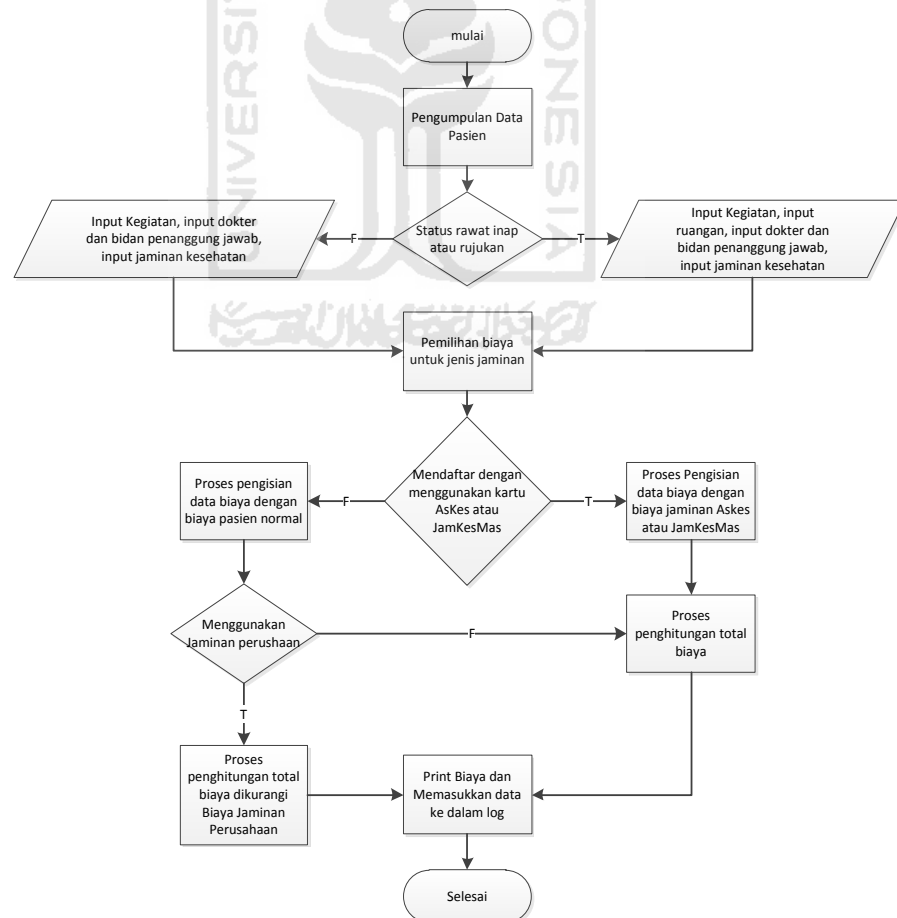 mulai
Pengumpulan Data
Pasien
Input Kegiatan, input dokter
dan bidan penanggung jawab,
input jaminan kesehatan
F
Status rawat inap
atau rujukan
T
Input Kegiatan, input
ruangan, input dokter dan
bidan penanggung jawab,
input jaminan kesehatan
Pemilihan biaya
untuk jenis jaminan
Proses pengisian
data biaya dengan
biaya pasien normal
F
Mendaftar dengan
menggunakan kartu
AsKes atau
JamKesMas
T
Proses Pengisian
data biaya dengan
biaya jaminan Askes
atau JamKesMas
Menggunakan
Jaminan perushaan
F
Proses
penghitungan total
biaya
T
Proses
penghitungan total
biaya dikurangi
Biaya Jaminan
Perusahaan
Print Biaya dan
Memasukkan data
ke dalam log
Selesai
UNIVERSI
ONESIA